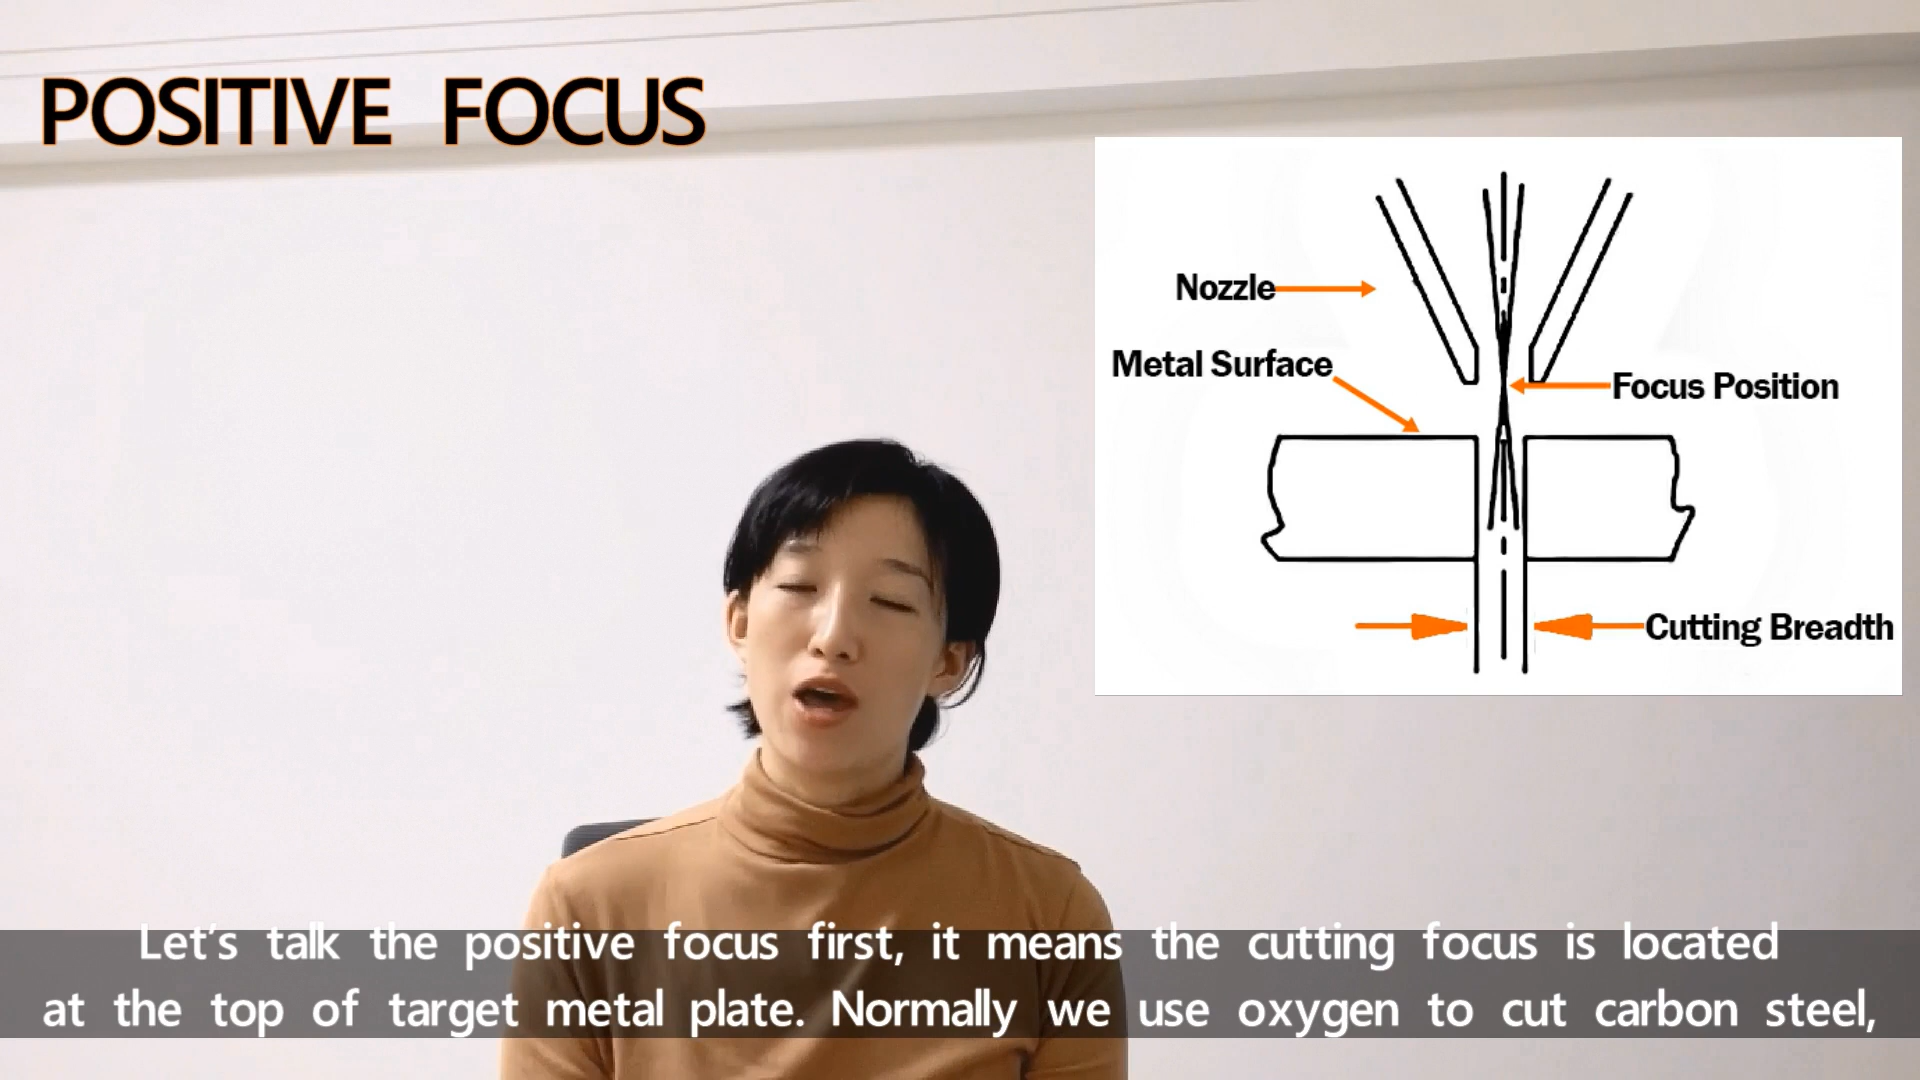 POSITIVE FOCUS
Nozzle
Metal Surface
Focus Position
Cutting Breadth
Let's talk the positive focus first, it means the cutting focus is located
at the top of target metal plate. Normally we use oxygen to cut carbon steel,